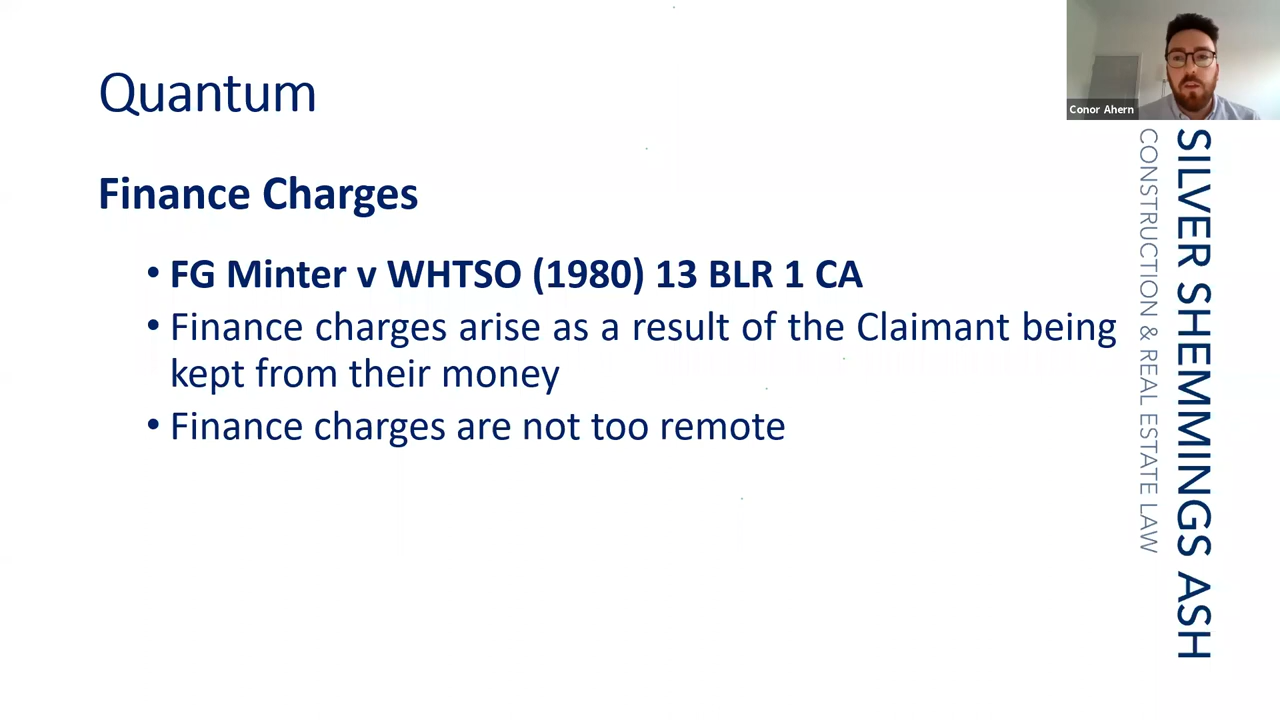 Quantum
Conor Ahern
Finance Charges
• FG Minter v WHTSO (1980) 13 BLR 1 CA
• Finance charges arise as a result of the Claimant being
kept from their money
• Finance charges are not too remote
SILVER SHEMMINGS ASH
CONSTRUCTION & REAL ESTATE LAW